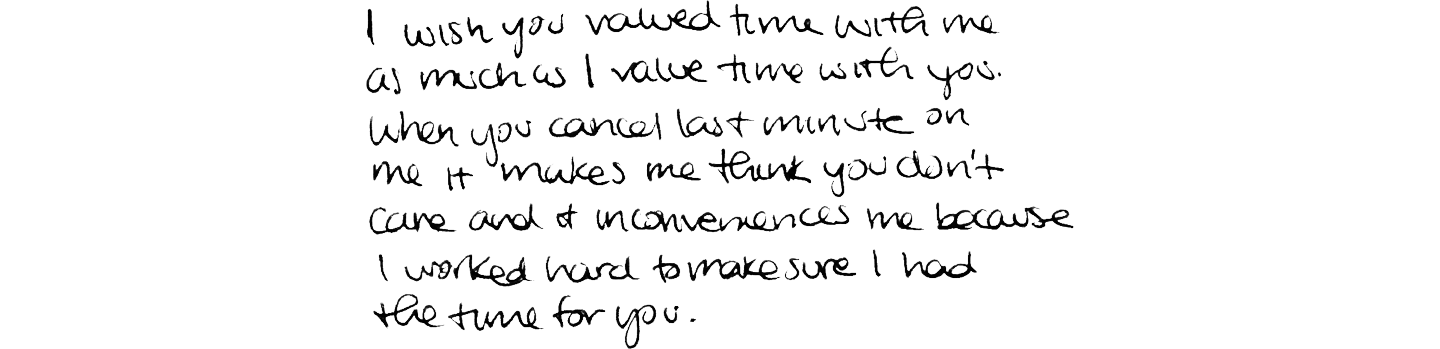 I wish you valued time with me
as much as I value time with you.
When you cancel last minute on
me it makes me think you don't
care and it inconveniences me because
I worked hard to make sure I had
the time for you.